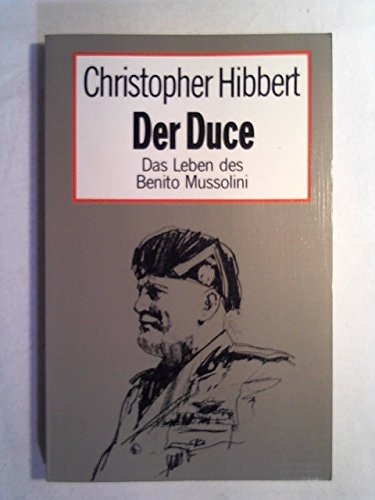 Christopher Hibbert
Der Duce
Das Leben des
Benito Mussolini